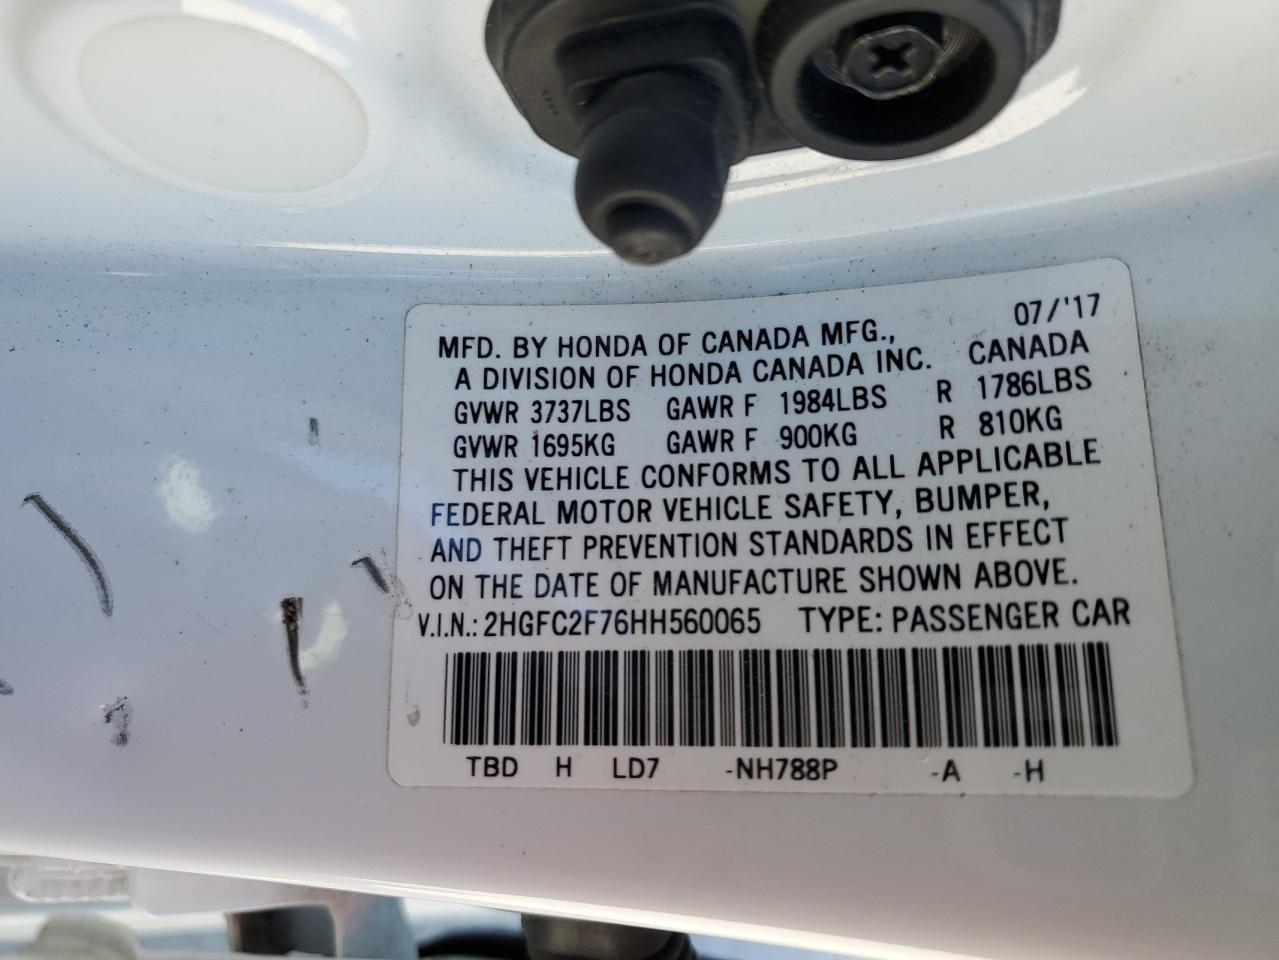 07/'17
MFD. BY HONDA OF CANADA MFG.,
A DIVISION OF HONDA CANADA INC. CANADA
GVWR 3737LBS GAWR F 1984LBS R 1786LBS
GVWR 1695KG GAWR F 900KG R 810KG
THIS VEHICLE CONFORMS TO ALL APPLICABLE
FEDERAL MOTOR VEHICLE SAFETY, BUMPER,
AND THEFT PREVENTION STANDARDS IN EFFECT
ON THE DATE OF MANUFACTURE SHOWN ABOVE.
V.I.N.: 2HGFC2F76HH560065 TYPE: PASSENGER CAR
TBD H LD7 -NH788P -A -H